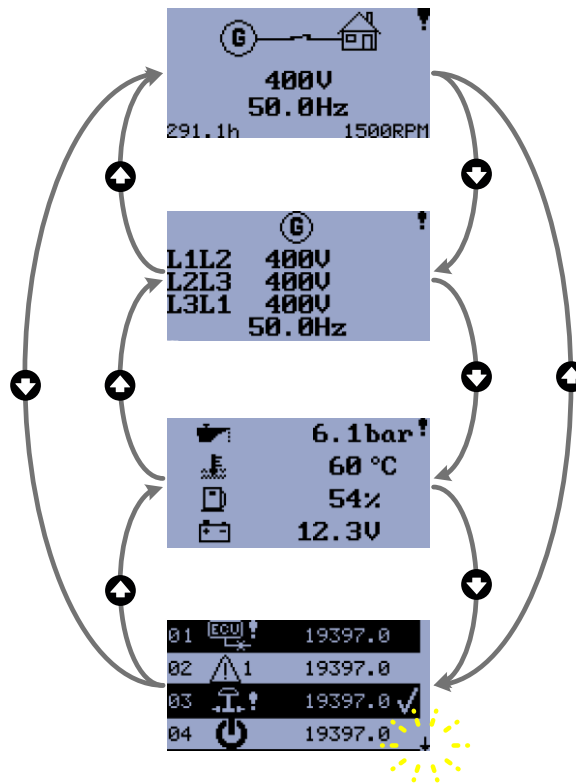 G
400V
50.0Hz
291.1h 1500RPM
G
L1L2 400V
L2L3 400V
L3L1 400V
50.0Hz
6.1bar
60 °C
54%
12.3V
01 ECU 19397.0
02 1 19397.0
03 19397.0
04 19397.0